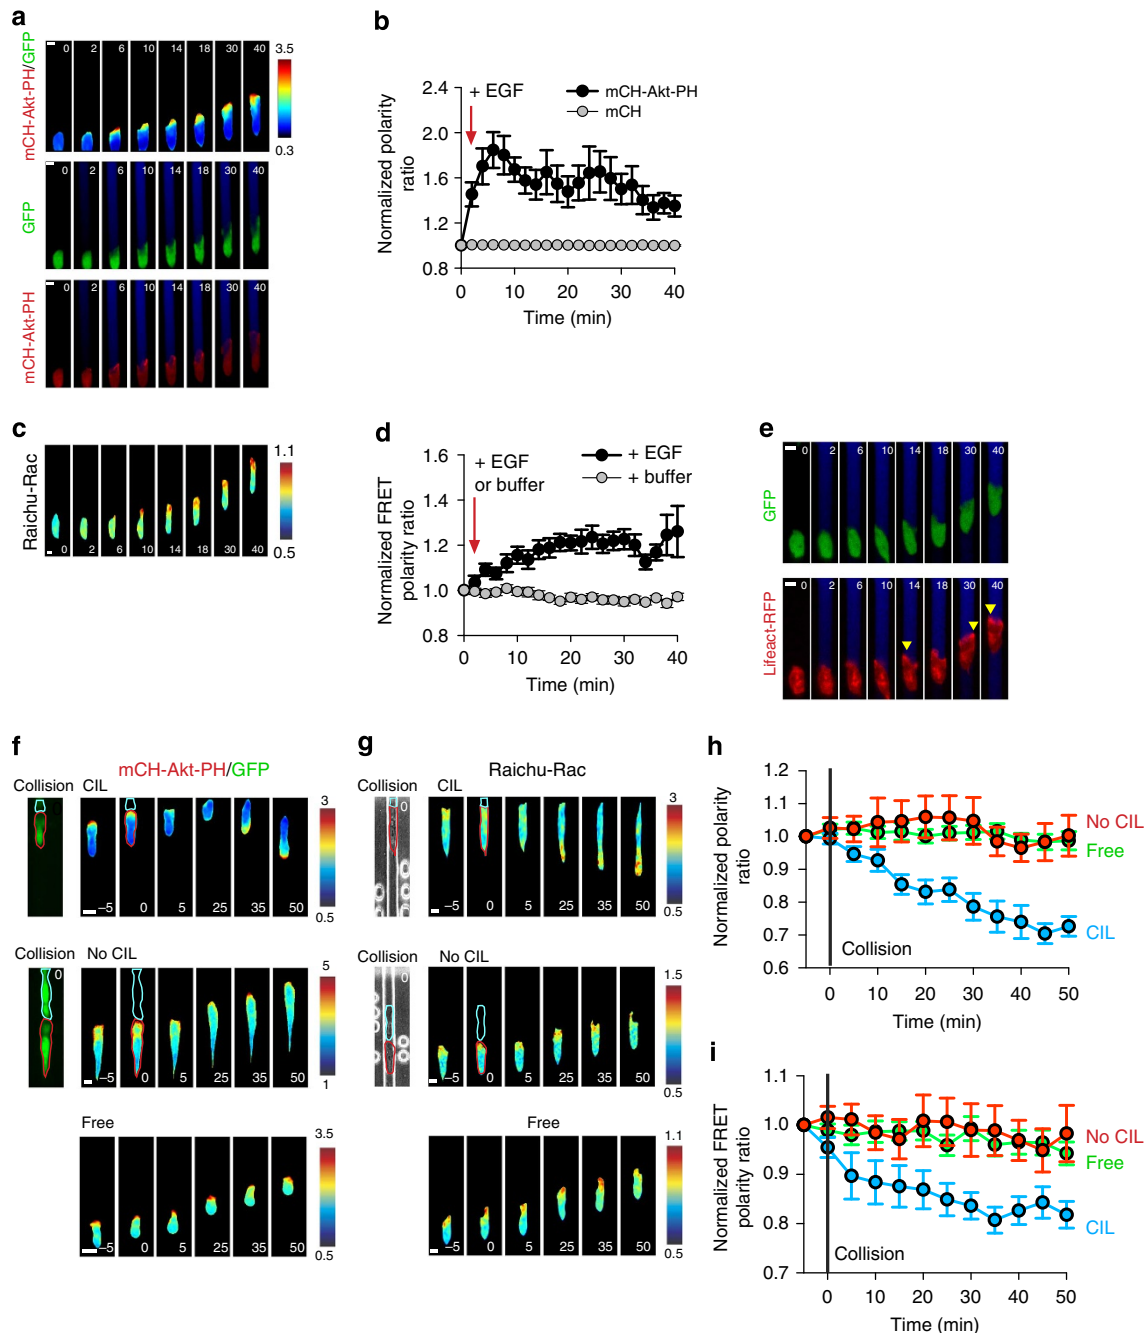 a
mCH-Akt-PH/GFP
0 2 6 10 14 18 30 40
3.5
0.3
GFP
0 2 6 10 14 18 30 40
mCH-Akt-PH
0 2 6 10 14 18 30 40
b
Normalized polarity ratio
2.4
2.0
1.6
1.2
0.8
+ EGF
mCH-Akt-PH
mCH
0 10 20 30 40
Time (min)
c
Raichu-Rac
0 2 6 10 14 18 30 40
1.1
0.5
d
Normalized FRET polarity ratio
1.6
1.4
1.2
1.0
0.8
+ EGF
or buffer
+ EGF
+ buffer
0 10 20 30 40
Time (min)
e
GFP
0 2 6 10 14 18 30 40
Lifeact-RFP
0 2 6 10 14 18 30 40
f
mCH-Akt-PH/GFP
Collision CIL
–5 0 5 25 35 50
3
0.5
Collision No CIL
0
–5 0 5 25 35 50
5
1
Free
–5 0 5 25 35 50
3.5
0.5
g
Raichu-Rac
Collision CIL
0
–5 0 5 25 35 50
3
0.5
Collision No CIL
0
–5 0 5 25 35 50
1.5
0.5
Free
–5 0 5 25 35 50
1.1
0.5
h
Normalized polarity ratio
1.2
1.1
1.0
0.9
0.8
0.7
0.6
No CIL
Free
CIL
Collision
0 10 20 30 40 50
Time (min)
i
Normalized FRET polarity ratio
1.1
1.0
0.9
0.8
0.7
No CIL
Free
CIL
Collision
0 10 20 30 40 50
Time (min)